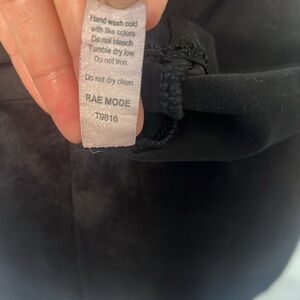 Hand wash cold
with like colors
Do not bleach
Tumble dry low
Do not iron
Do not dry clean
RAE MODE
T9816